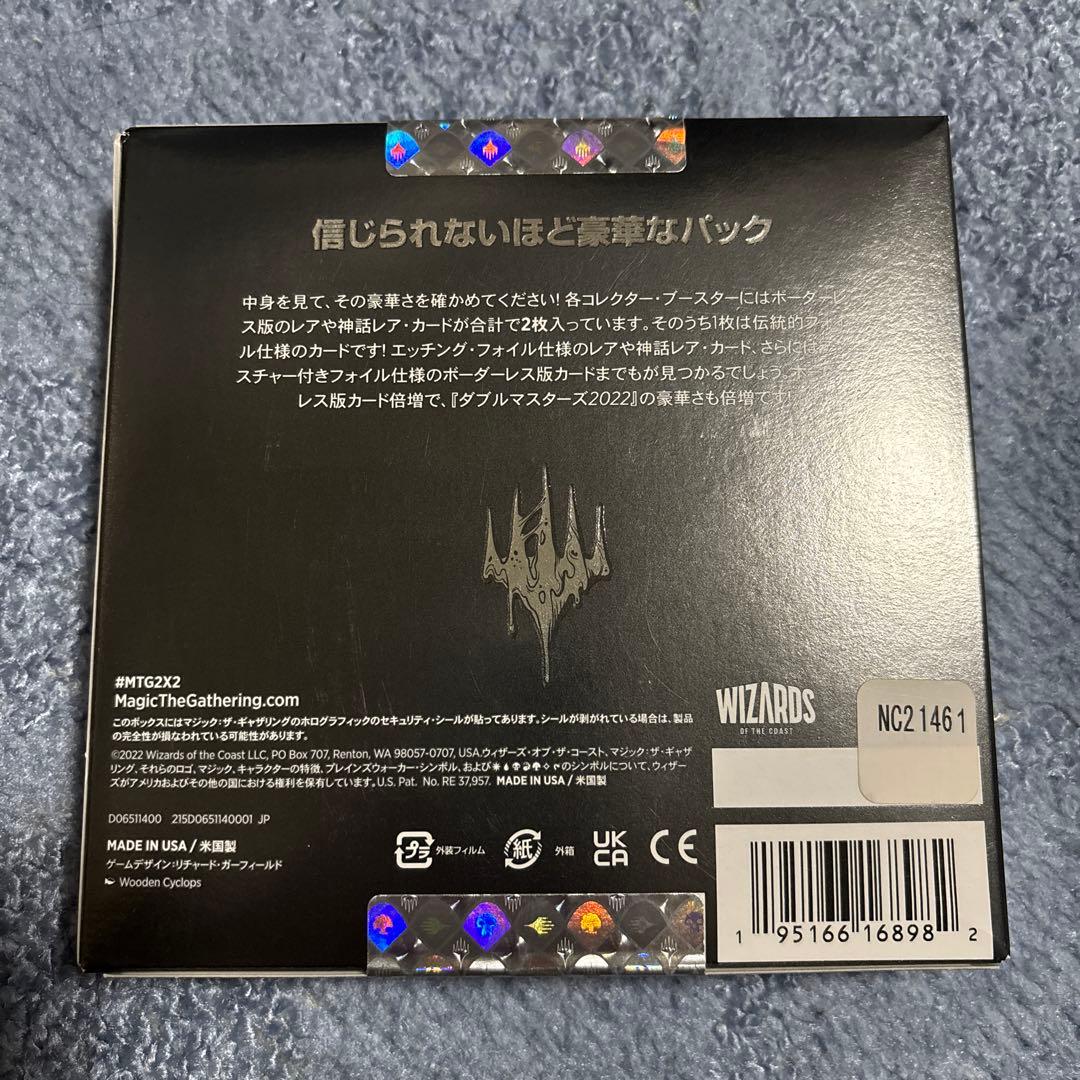 信じられないほど豪華なパック
中身を見て、その豪華さを確かめてください! 各コレクター・ブースターにはボーダーレ
ス版のレアや神話レア・カードが合計で2枚入っています。そのうち1枚は伝統的フォ
ル仕様のカードです! エッチング・フォイル仕様のレアや神話レア・カード、さらには
スチャー付きフォイル仕様のボーダーレス版カードまでもが見つかるでしょう。
レス版カード倍増で、『ダブルマスターズ2022』の豪華さも倍増です!
#MTG2X2
MagicTheGathering.com
このボックスにはマジック:ザ・ギャザリングのホログラフィックのセキュリティ・シールが貼ってあります。シールが剥がれている場合は、製品
の完全性が損なわれている可能性があります。
©2022 Wizards of the Coast LLC, PO Box 707, Renton, WA 98057-0707, USA.ウィザーズ・オブ・ザ・コースト、マジック:ザ・ギャザ
リング、それらのロゴ、マジック、キャラクターの特徴、プレインズウォーカー・シンボル、およびのシンボルについて、ウィザー
ズがアメリカおよびその他の国における権利を保有しています。U.S. Pat. No. RE 37,957. MADE IN USA / 米国製
D06511400 215D0651140001 JP
MADE IN USA / 米国製
ゲームデザイン:リチャード・ガーフィールド
Wooden Cyclops
プラ 外装フィルム 紙 外箱 UK CA CE
WIZARDS
OF THE COAST
NC21461
1 95166 16898 2